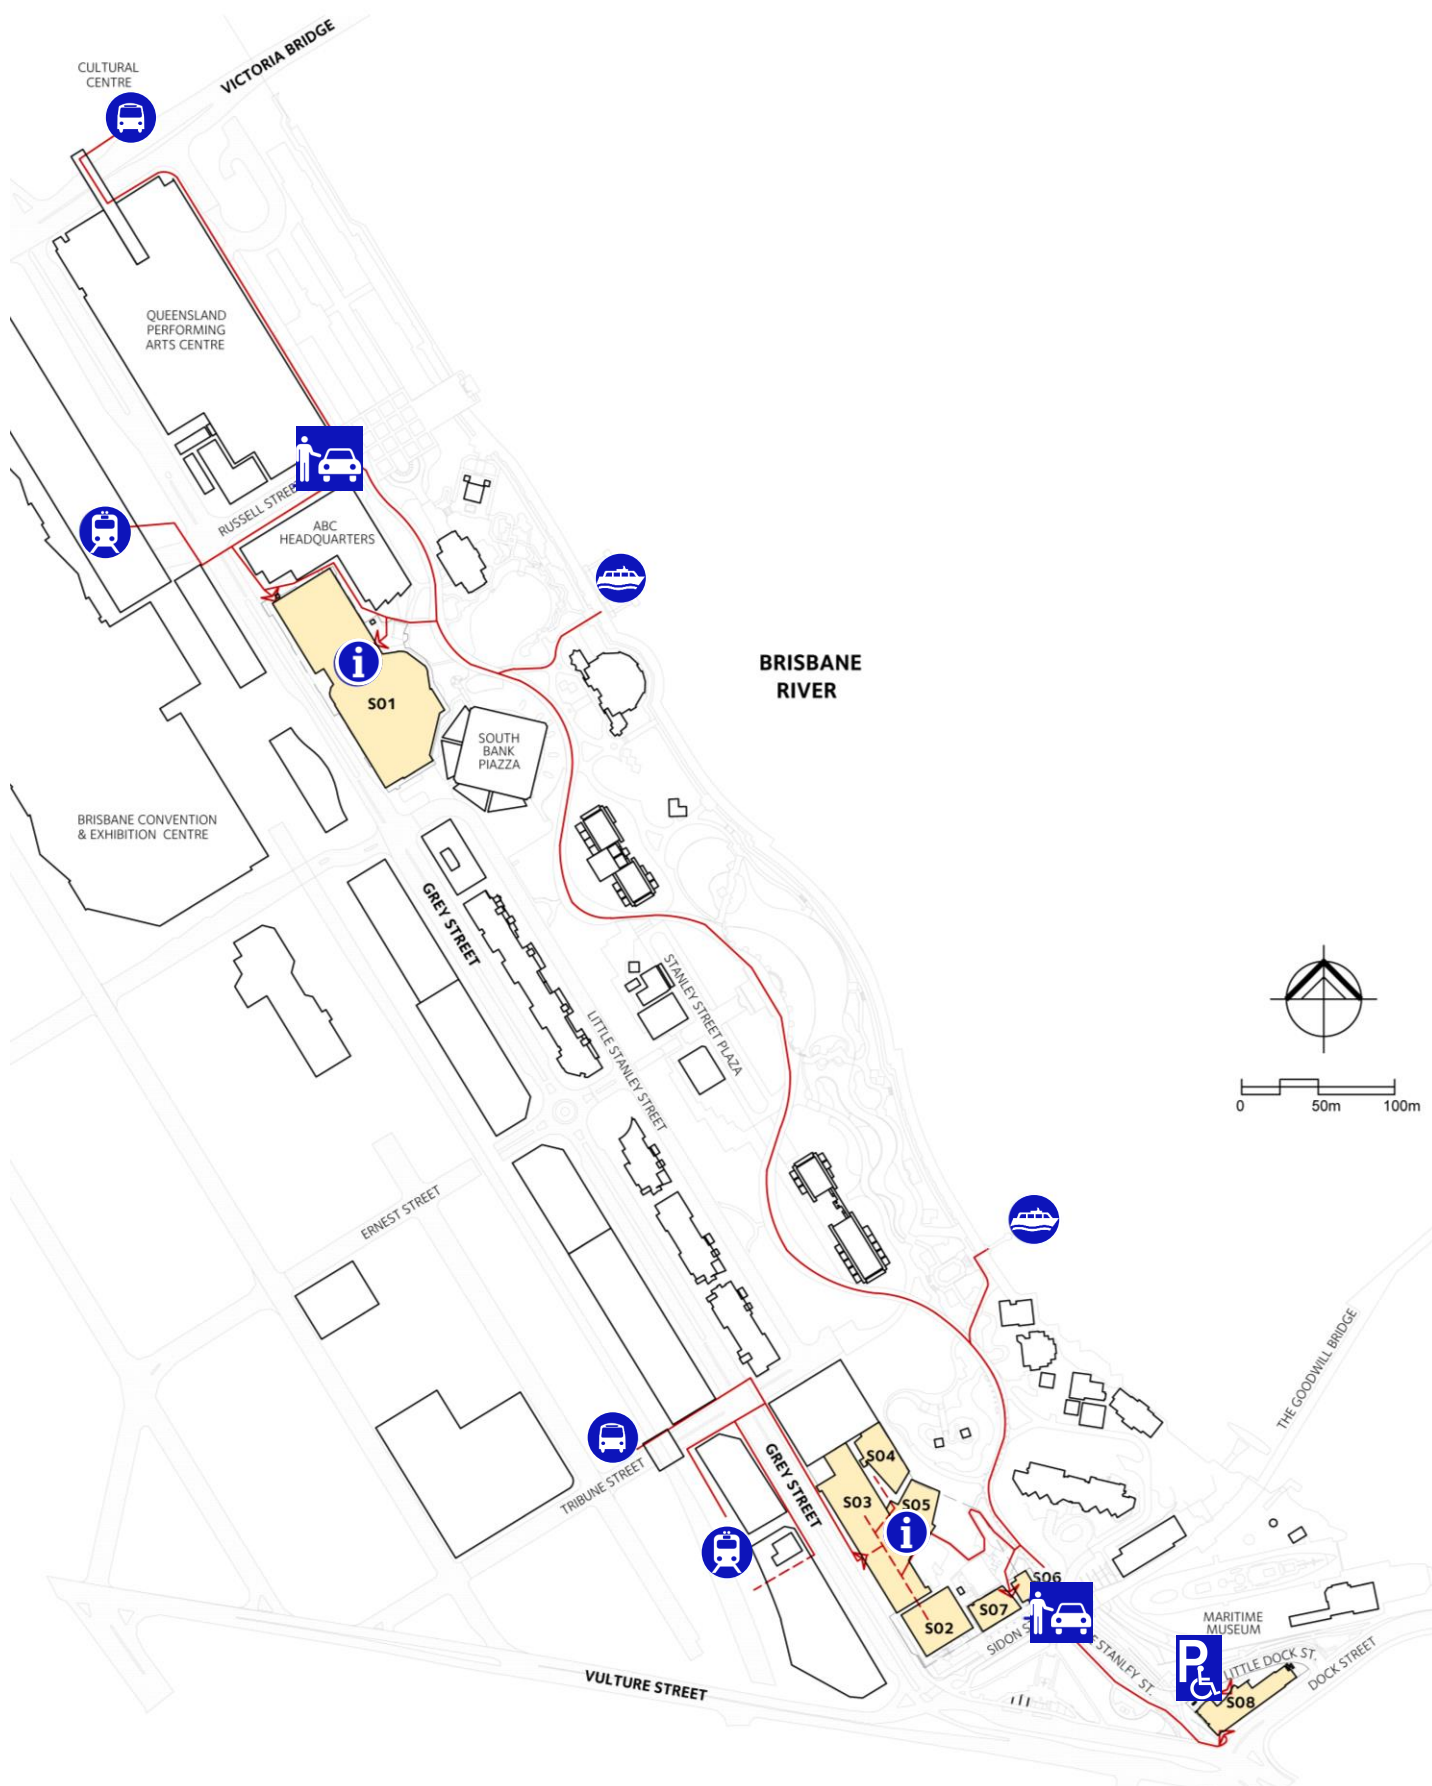 CULTURAL
CENTRE
VICTORIA BRIDGE
QUEENSLAND
PERFORMING
ARTS CENTRE
RUSSELL STREET
ABC
HEADQUARTERS
i
S01
BRISBANE
RIVER
SOUTH
BANK
PIAZZA
BRISBANE CONVENTION
& EXHIBITION CENTRE
GREY STREET
STANLEY STREET PLAZA
LITTLE STANLEY STREET
0 50m 100m
ERNEST STREET
THE GOODWILL BRIDGE
TRIBUNE STREET
GREY STREET
S04
S03
S05
i
S06
S07
S02
SIDON S
STANLEY ST.
MARITIME
MUSEUM
P
LITTLE DOCK ST.
DOCK STREET
S08
VULTURE STREET